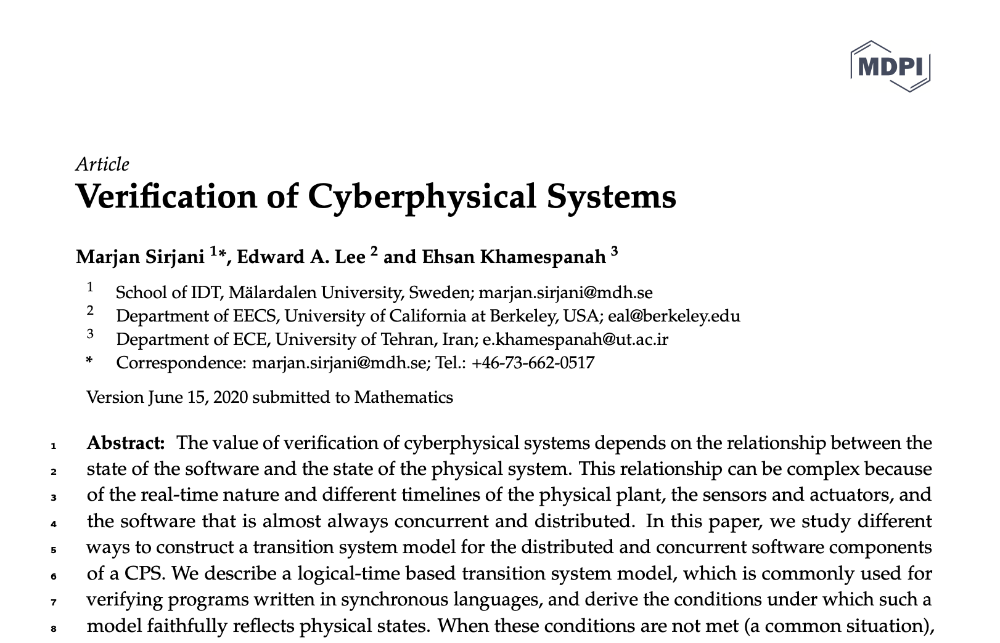 MDPI
Article
Verification of Cyberphysical Systems
Marjan Sirjani 1*, Edward A. Lee 2 and Ehsan Khamespanah 3
1 School of IDT, Mälardalen University, Sweden; marjan.sirjani@mdh.se
2 Department of EECS, University of California at Berkeley, USA; eal@berkeley.edu
3 Department of ECE, University of Tehran, Iran; e.khamespanah@ut.ac.ir
* Correspondence: marjan.sirjani@mdh.se; Tel.: +46-73-662-0517
Version June 15, 2020 submitted to Mathematics
1 Abstract: The value of verification of cyberphysical systems depends on the relationship between the
2 state of the software and the state of the physical system. This relationship can be complex because
3 of the real-time nature and different timelines of the physical plant, the sensors and actuators, and
4 the software that is almost always concurrent and distributed. In this paper, we study different
5 ways to construct a transition system model for the distributed and concurrent software components
6 of a CPS. We describe a logical-time based transition system model, which is commonly used for
7 verifying programs written in synchronous languages, and derive the conditions under which such a
8 model faithfully reflects physical states. When these conditions are not met (a common situation),